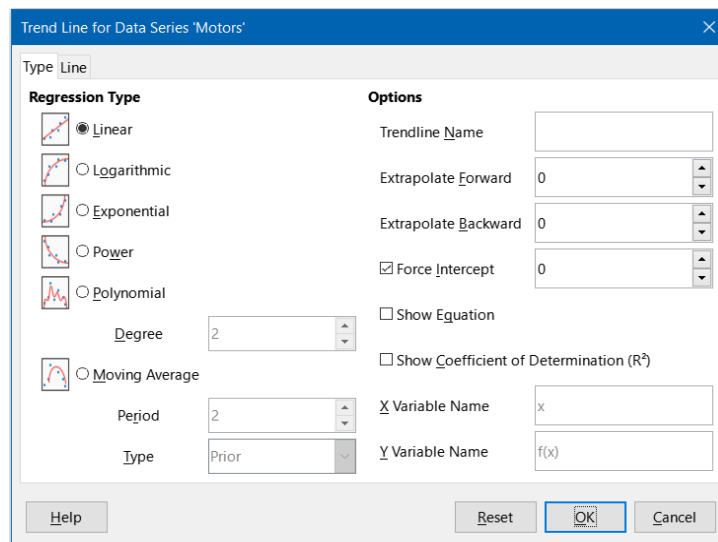 Trend Line for Data Series 'Motors'
Type Line
Regression Type
Linear
Logarithmic
Exponential
Power
Polynomial
Degree 2
Moving Average
Period 2
Type Prior
Options
Trendline Name
Extrapolate Forward 0
Extrapolate Backward 0
Force Intercept 0
Show Equation
Show Coefficient of Determination (R²)
X Variable Name x
Y Variable Name f(x)
Help Reset OK Cancel